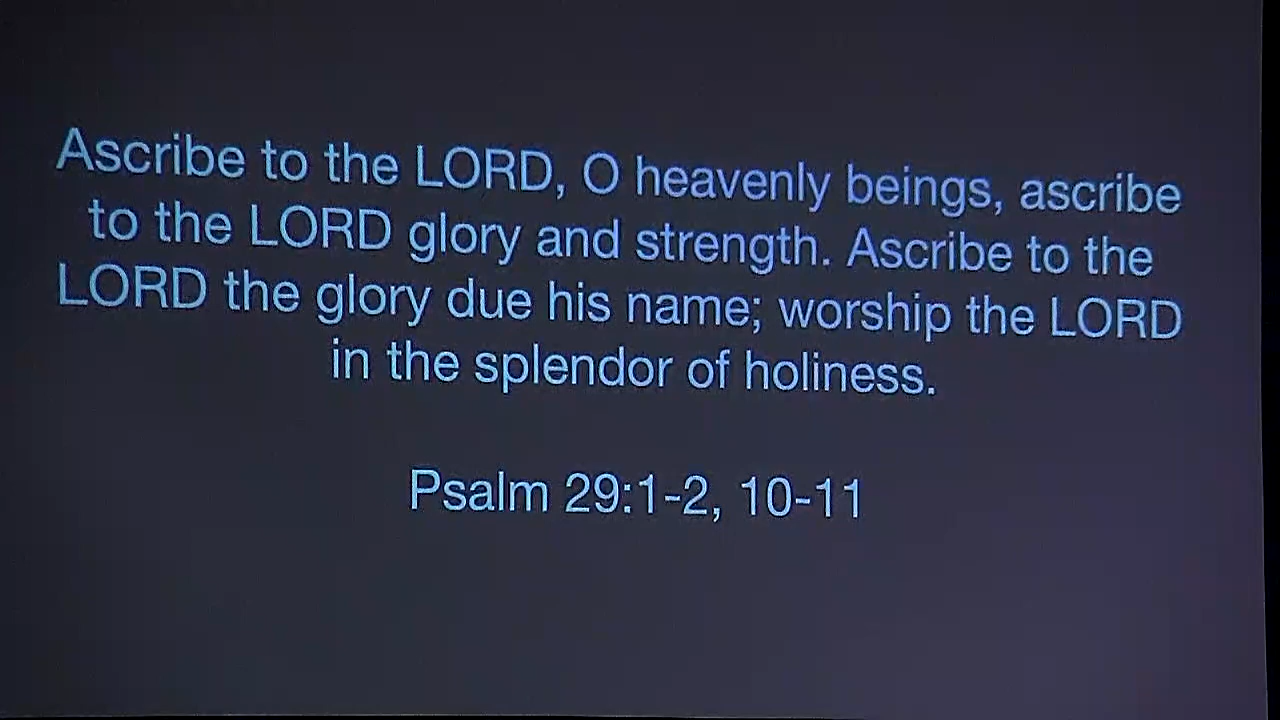 Ascribe to the LORD, O heavenly beings, ascribe
to the LORD glory and strength. Ascribe to the
LORD the glory due his name; worship the LORD
in the splendor of holiness.
Psalm 29:1-2, 10-11